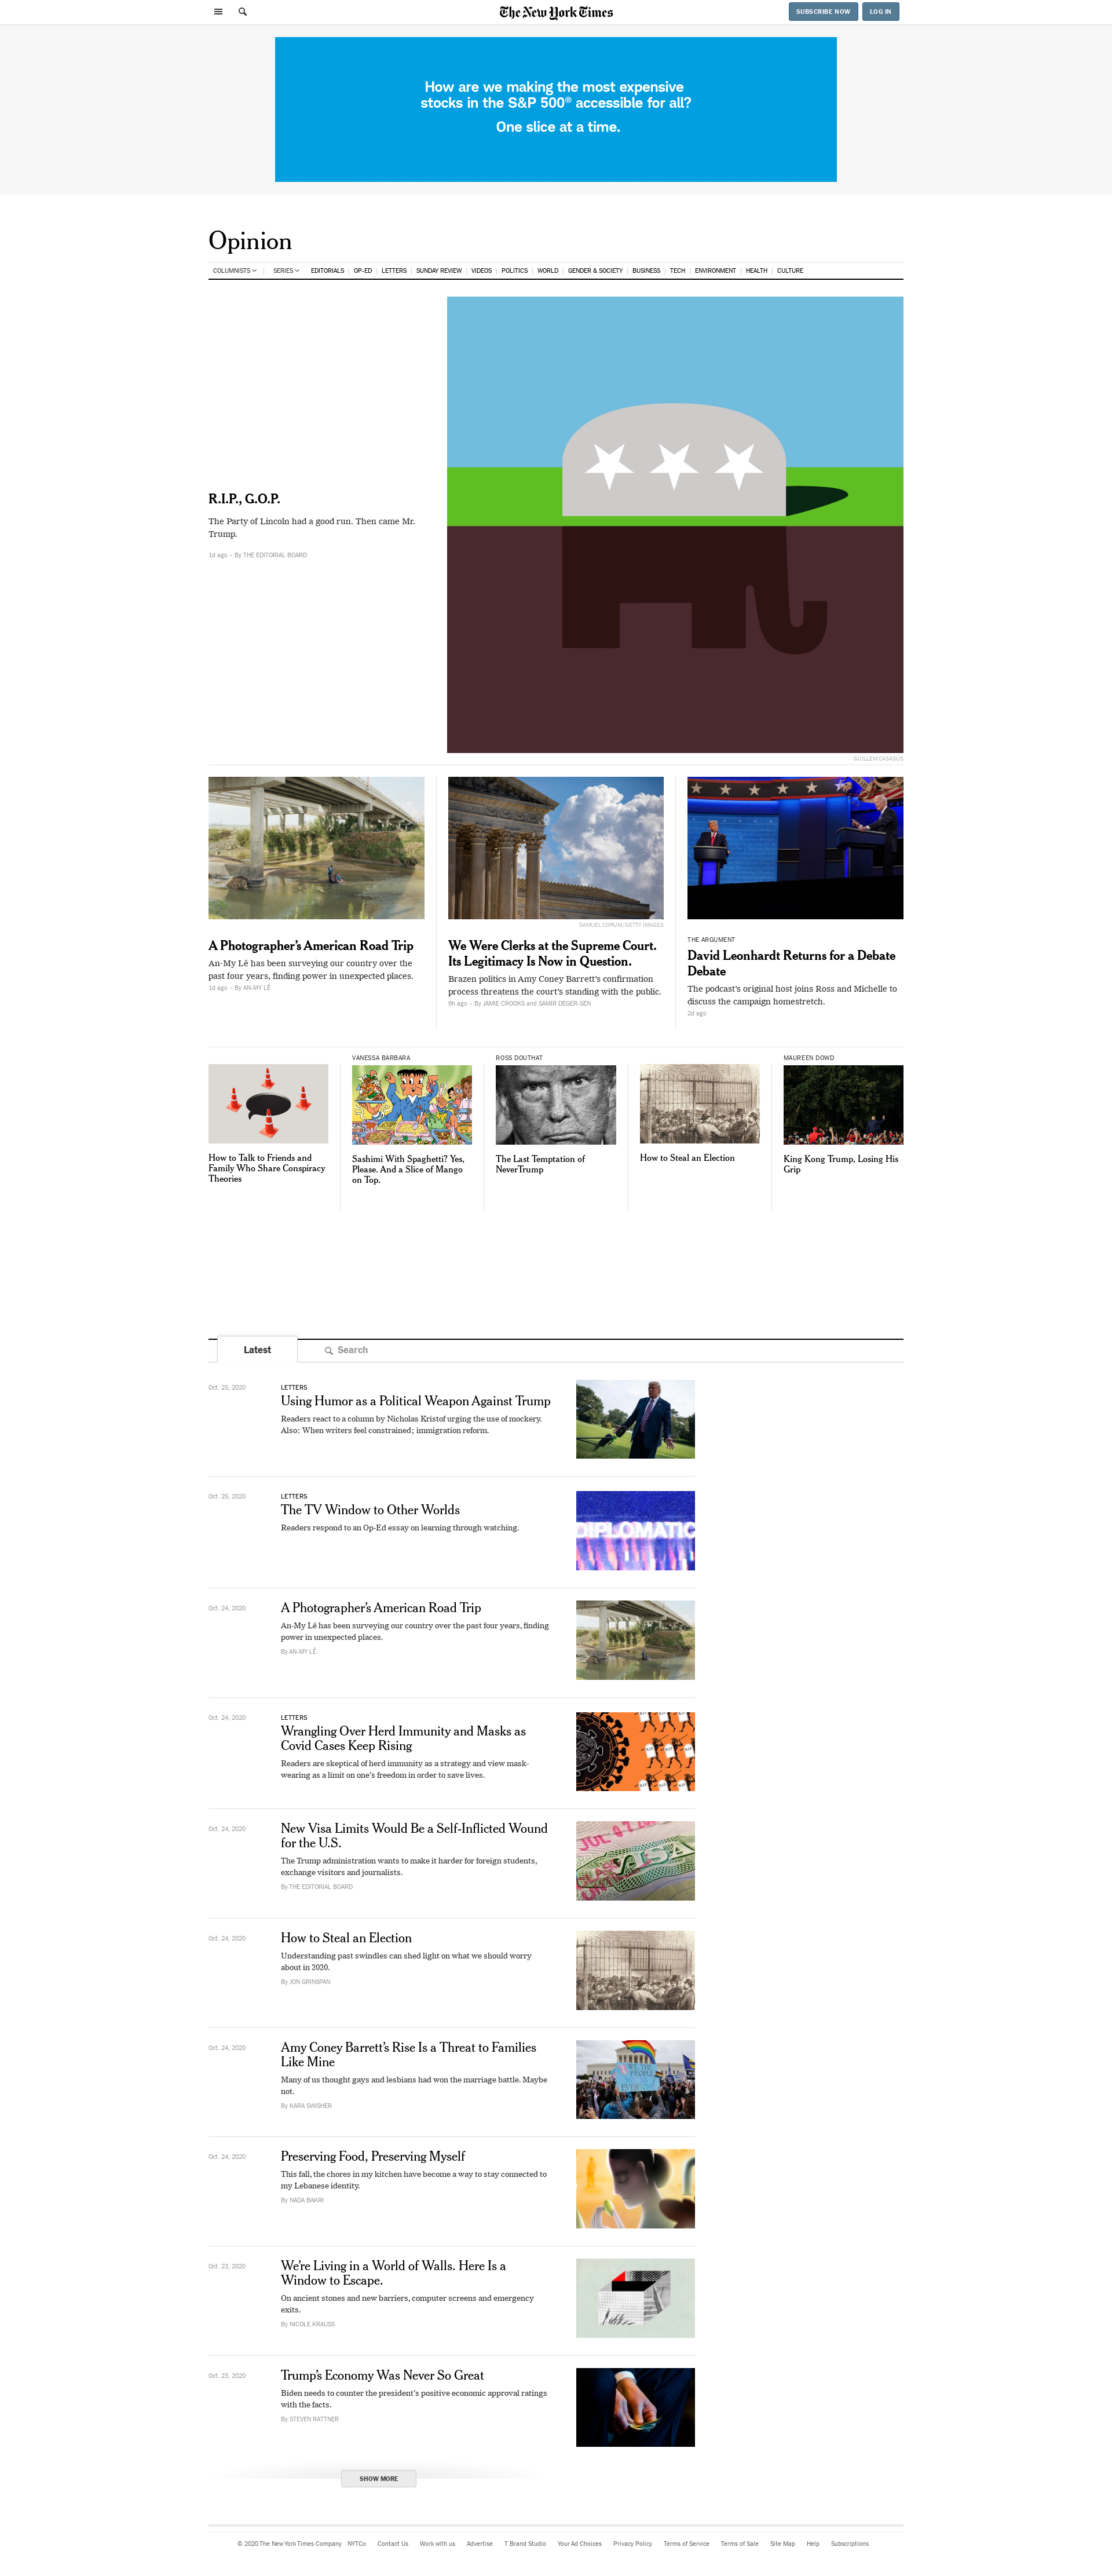 The New York Times
SUBSCRIBE NOW
LOG IN
How are we making the most expensive
stocks in the S&P 500® accessible for all?
One slice at a time.
Opinion
COLUMNISTS
SERIES
EDITORIALS
OP-ED
LETTERS
SUNDAY REVIEW
VIDEOS
POLITICS
WORLD
GENDER & SOCIETY
BUSINESS
TECH
ENVIRONMENT
HEALTH
CULTURE
R.I.P., G.O.P.
The Party of Lincoln had a good run. Then came Mr.
Trump.
1d ago • By THE EDITORIAL BOARD
GUILLEM CASASÚS
A Photographer’s American Road Trip
An-My Lê has been surveying our country over the
past four years, finding power in unexpected places.
1d ago • By AN-MY LÊ
SAMUEL CORUM/GETTY IMAGES
We Were Clerks at the Supreme Court.
Its Legitimacy Is Now in Question.
Brazen politics in Amy Coney Barrett’s confirmation
process threatens the court’s standing with the public.
9h ago • By JAMIE CROOKS and SAMIR DEGER-SEN
THE ARGUMENT
David Leonhardt Returns for a Debate
Debate
The podcast’s original host joins Ross and Michelle to
discuss the campaign homestretch.
2d ago
How to Talk to Friends and
Family Who Share Conspiracy
Theories
VANESSA BARBARA
Sashimi With Spaghetti? Yes,
Please. And a Slice of Mango
on Top.
ROSS DOUTHAT
The Last Temptation of
NeverTrump
How to Steal an Election
MAUREEN DOWD
King Kong Trump, Losing His
Grip
Latest
Search
Oct. 25, 2020
LETTERS
Using Humor as a Political Weapon Against Trump
Readers react to a column by Nicholas Kristof urging the use of mockery.
Also: When writers feel constrained; immigration reform.
Oct. 25, 2020
LETTERS
The TV Window to Other Worlds
Readers respond to an Op-Ed essay on learning through watching.
DIPLOMATIC
Oct. 24, 2020
A Photographer’s American Road Trip
An-My Lê has been surveying our country over the past four years, finding
power in unexpected places.
By AN-MY LÊ
Oct. 24, 2020
LETTERS
Wrangling Over Herd Immunity and Masks as
Covid Cases Keep Rising
Readers are skeptical of herd immunity as a strategy and view mask-
wearing as a limit on one’s freedom in order to save lives.
Oct. 24, 2020
New Visa Limits Would Be a Self-Inflicted Wound
for the U.S.
The Trump administration wants to make it harder for foreign students,
exchange visitors and journalists.
By THE EDITORIAL BOARD
JUL
VISA
Oct. 24, 2020
How to Steal an Election
Understanding past swindles can shed light on what we should worry
about in 2020.
By JON GRINSPAN
Oct. 24, 2020
Amy Coney Barrett’s Rise Is a Threat to Families
Like Mine
Many of us thought gays and lesbians had won the marriage battle. Maybe
not.
By KARA SWISHER
WE THE
PEOPLE
Oct. 24, 2020
Preserving Food, Preserving Myself
This fall, the chores in my kitchen have become a way to stay connected to
my Lebanese identity.
By NADA BAKRI
Oct. 23, 2020
We’re Living in a World of Walls. Here Is a
Window to Escape.
On ancient stones and new barriers, computer screens and emergency
exits.
By NICOLE KRAUSS
Oct. 23, 2020
Trump’s Economy Was Never So Great
Biden needs to counter the president’s positive economic approval ratings
with the facts.
By STEVEN RATTNER
SHOW MORE
© 2020 The New York Times Company
NYTCo
Contact Us
Work with us
Advertise
T Brand Studio
Your Ad Choices
Privacy Policy
Terms of Service
Terms of Sale
Site Map
Help
Subscriptions